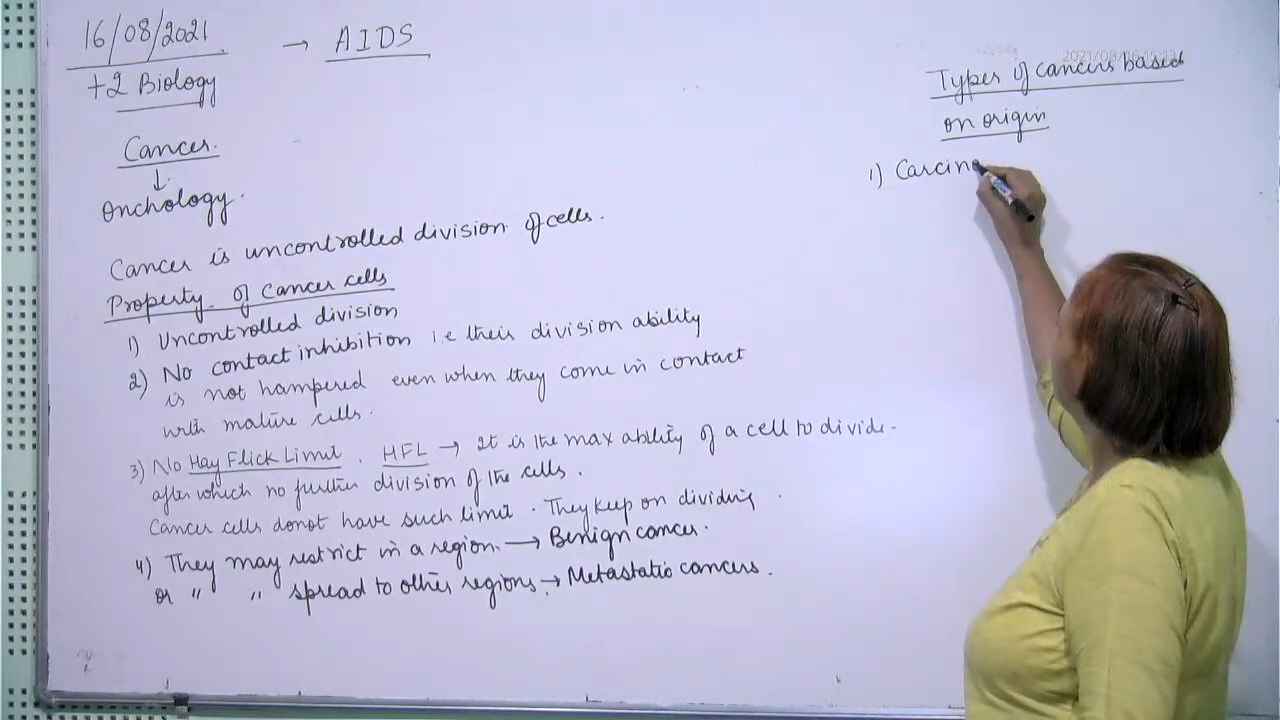 16/08/2021 → AIDS
+2 Biology
Cancer.
↓
Onchology.
Cancer is uncontrolled division of cells.
Property of cancer cells
1) Uncontrolled division
2) No contact inhibition i.e their division ability
is not hampered even when they come in contact
with mature cells.
3) No Hay Flick Limit. HFL → It is the max ability of a cell to divide.
after which no further division of the cells.
Cancer cells donot have such limit. They keep on dividing.
4) They may restrict in a region. → Benign cancer.
or " " spread to other regions. → Metastatic cancers.
2021/08/16 15:13
Types of cancers based
on origin
1) Carcino